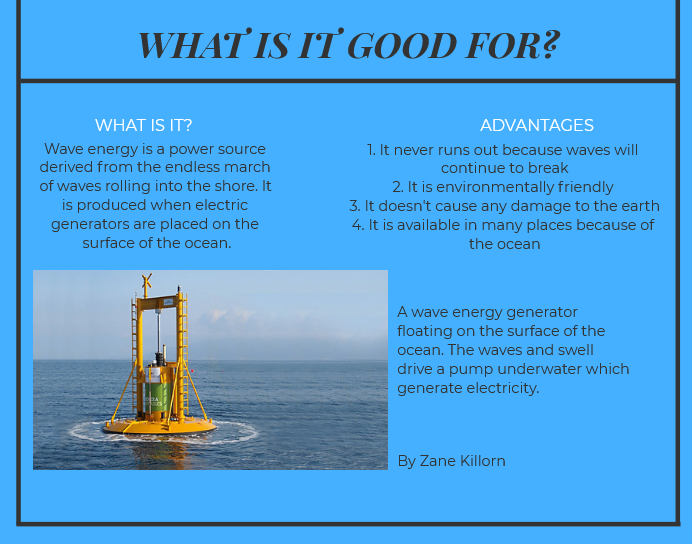 WHAT IS IT GOOD FOR?
WHAT IS IT?
Wave energy is a power source
derived from the endless march
of waves rolling into the shore. It
is produced when electric
generators are placed on the
surface of the ocean.
ADVANTAGES
1. It never runs out because waves will
continue to break
2. It is environmentally friendly
3. It doesn't cause any damage to the earth
4. It is available in many places because of
the ocean
A wave energy generator
floating on the surface of the
ocean. The waves and swell
drive a pump underwater which
generate electricity.
By Zane Killorn